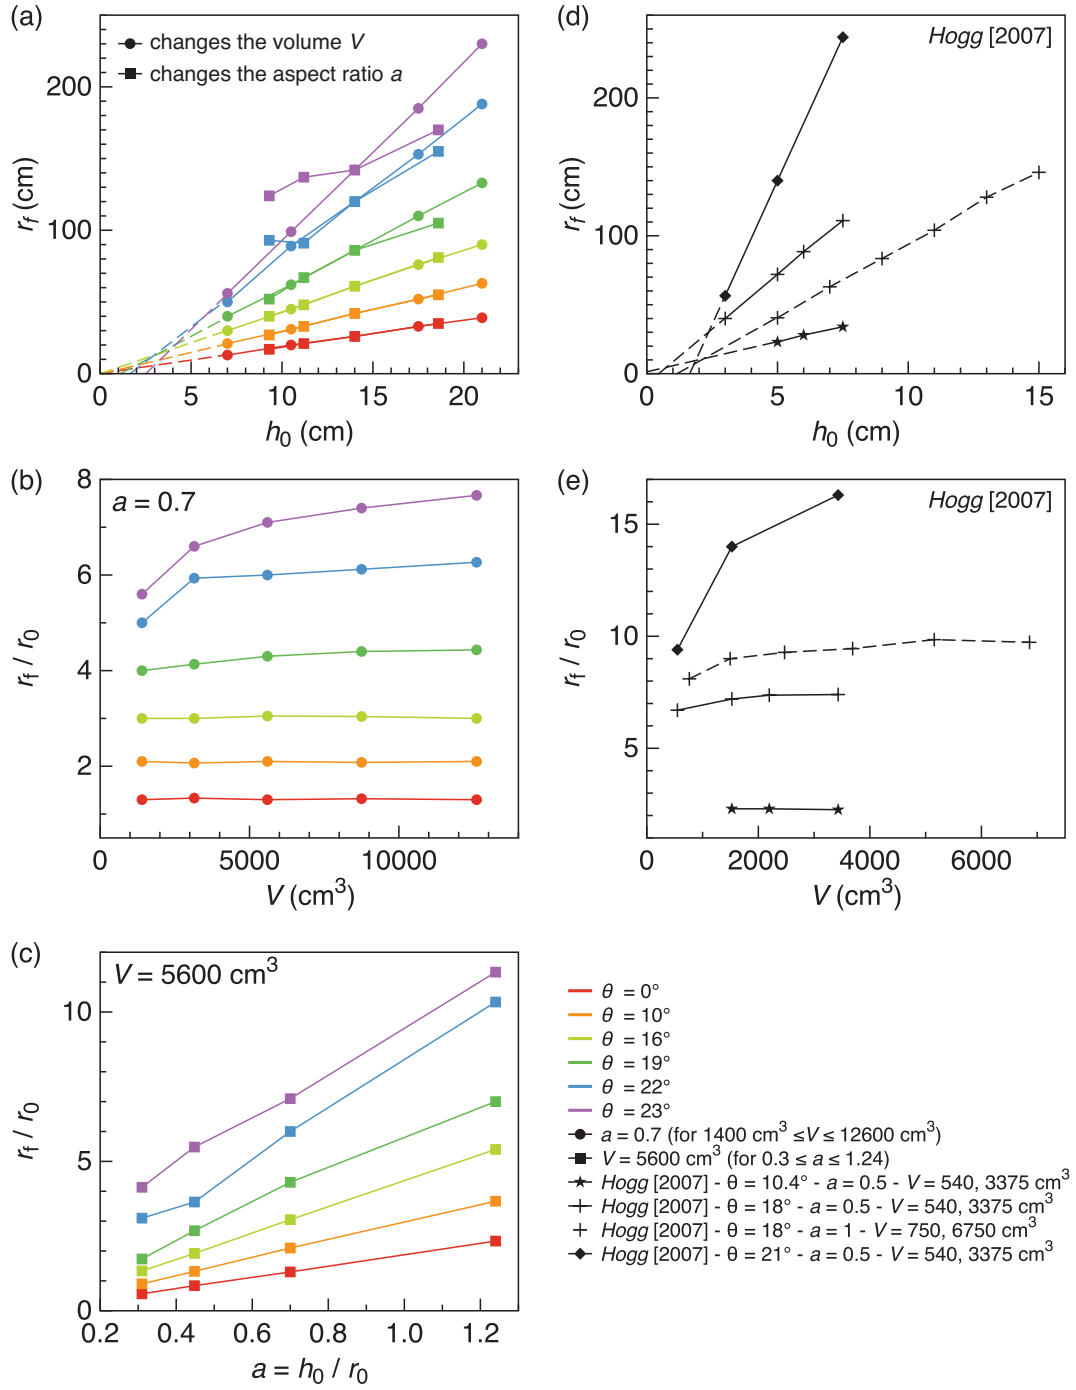 (a)
changes the volume V
changes the aspect ratio a
200
100
0
r_f (cm)
0 5 10 15 20
h_0 (cm)
(d)
Hogg [2007]
200
100
0
r_f (cm)
0 5 10 15
h_0 (cm)
(b)
a = 0.7
8
6
4
2
r_f / r_0
0 5000 10000
V (cm^3)
(e)
Hogg [2007]
15
10
5
r_f / r_0
0 2000 4000 6000
V (cm^3)
(c)
V = 5600 cm^3
10
5
0
r_f / r_0
0.2 0.4 0.6 0.8 1.0 1.2
a = h_0 / r_0
θ = 0°
θ = 10°
θ = 16°
θ = 19°
θ = 22°
θ = 23°
a = 0.7 (for 1400 cm^3 ≤V≤ 12600 cm^3)
V = 5600 cm^3 (for 0.3 ≤ a ≤ 1.24)
Hogg [2007] - θ = 10.4° - a = 0.5 - V = 540, 3375 cm^3
Hogg [2007] - θ = 18° - a = 0.5 - V = 540, 3375 cm^3
Hogg [2007] - θ = 18° - a = 1 - V = 750, 6750 cm^3
Hogg [2007] - θ = 21° - a = 0.5 - V = 540, 3375 cm^3